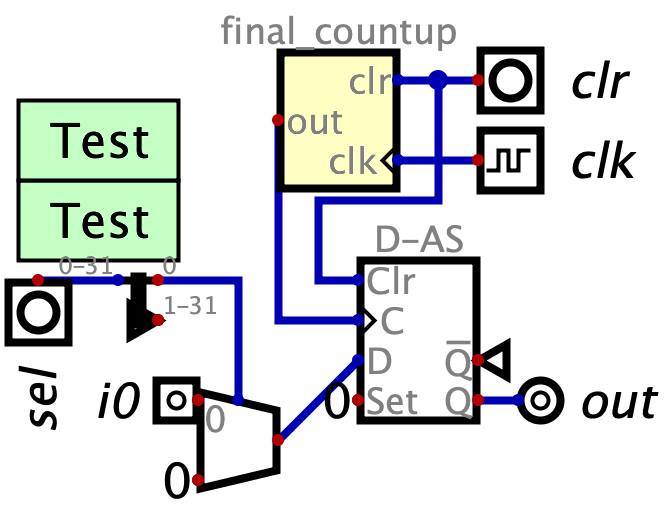 final_countup
clr
clr
out
clk
clk
Test
Test
D-AS
0-31
0
Clr
1-31
C
sel
i0
0
D
Q
0
Set
Q
out
0